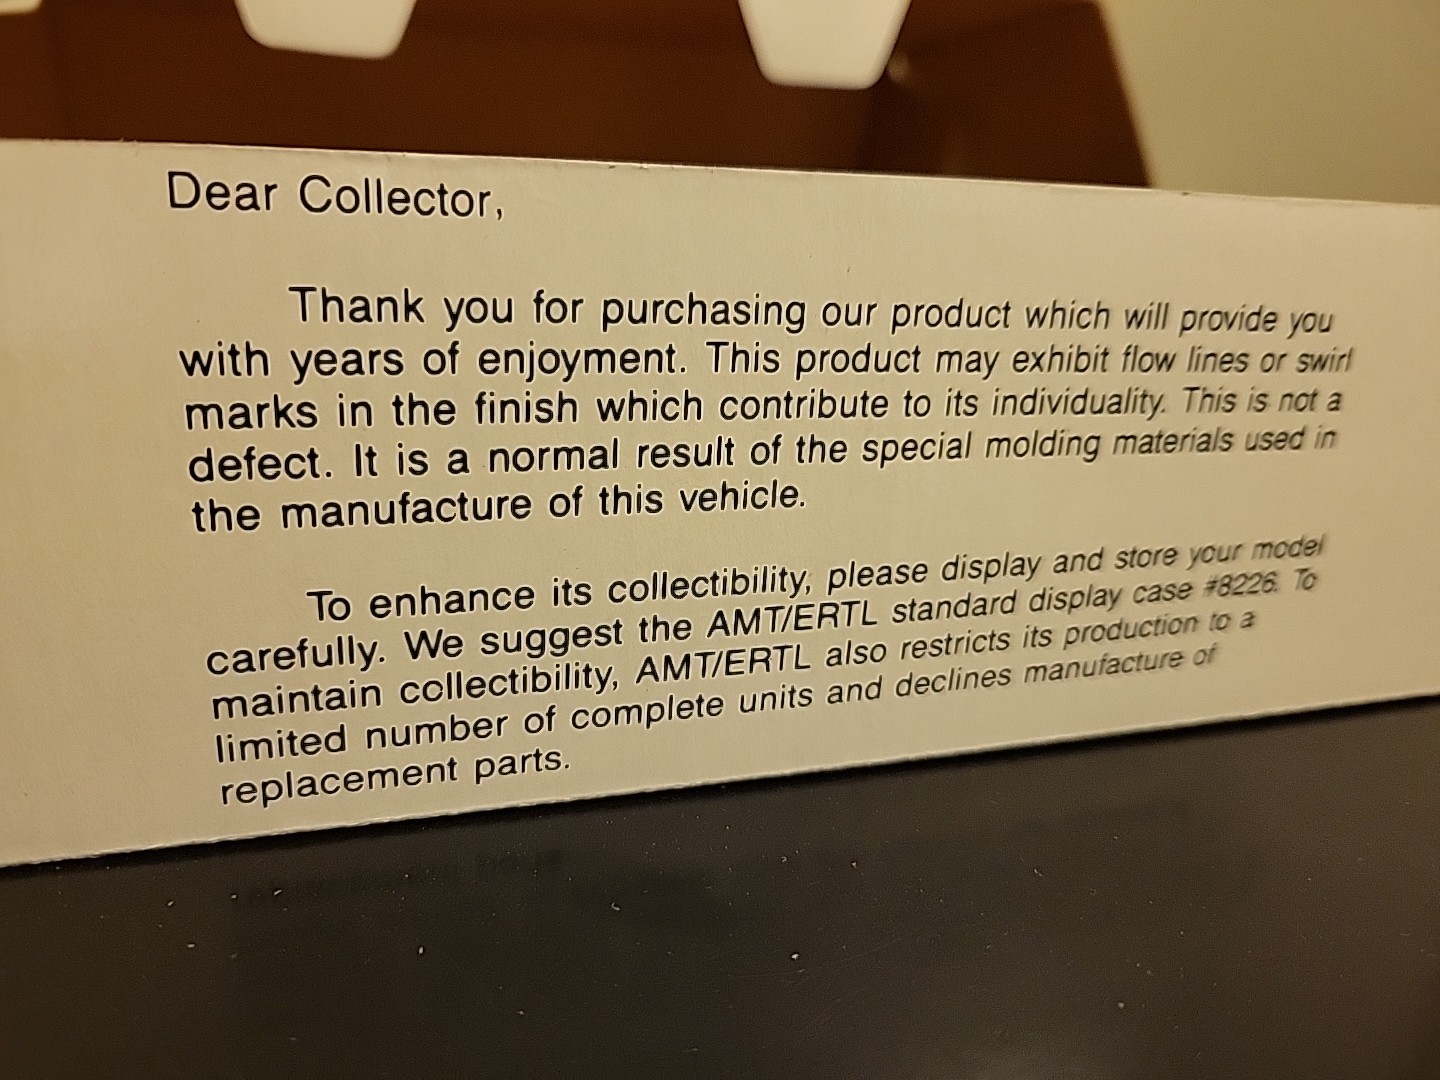 Dear Collector,
Thank you for purchasing our product which will provide you
with years of enjoyment. This product may exhibit flow lines or swirl
marks in the finish which contribute to its individuality. This is not a
defect. It is a normal result of the special molding materials used in
the manufacture of this vehicle.
To enhance its collectibility, please display and store your model
carefully. We suggest the AMT/ERTL standard display case #8226. To
maintain collectibility, AMT/ERTL also restricts its production to a
limited number of complete units and declines manufacture of
replacement parts.